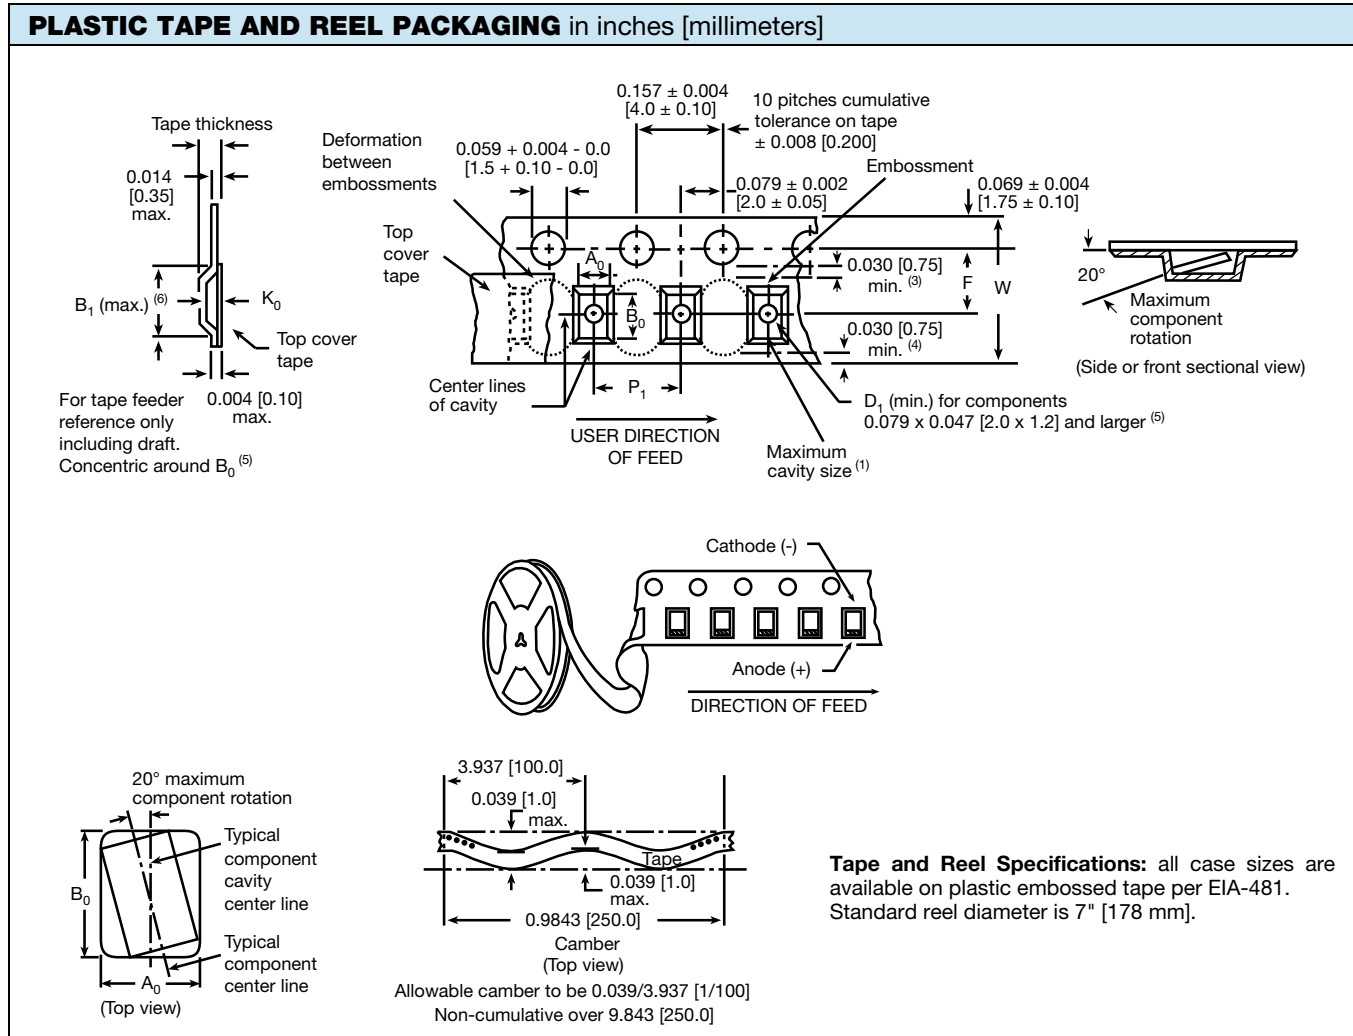 PLASTIC TAPE AND REEL PACKAGING in inches [millimeters]
Tape thickness
0.014
[0.35]
max.
B1 (max.) (6)
K0
Top cover
tape
0.004 [0.10]
max.
For tape feeder
reference only
including draft.
Concentric around B0 (5)
Deformation
between
embossments
Top
cover
tape
0.059 + 0.004 - 0.0
[1.5 + 0.10 - 0.0]
0.157 ± 0.004
[4.0 ± 0.10]
10 pitches cumulative
tolerance on tape
± 0.008 [0.200]
Embossment
0.079 ± 0.002
[2.0 ± 0.05]
0.069 ± 0.004
[1.75 ± 0.10]
A0
B0
0.030 [0.75]
min. (3)
F
W
0.030 [0.75]
min. (4)
Center lines
of cavity
P1
USER DIRECTION
OF FEED
D1 (min.) for components
0.079 x 0.047 [2.0 x 1.2] and larger (5)
Maximum
cavity size (1)
20°
Maximum
component
rotation
(Side or front sectional view)
Cathode (-)
Anode (+)
DIRECTION OF FEED
20° maximum
component rotation
Typical
component
cavity
center line
B0
Typical
component
center line
A0
(Top view)
3.937 [100.0]
0.039 [1.0]
max.
Tape
0.039 [1.0]
max.
0.9843 [250.0]
Camber
(Top view)
Allowable camber to be 0.039/3.937 [1/100]
Non-cumulative over 9.843 [250.0]
Tape and Reel Specifications: all case sizes are
available on plastic embossed tape per EIA-481.
Standard reel diameter is 7" [178 mm].